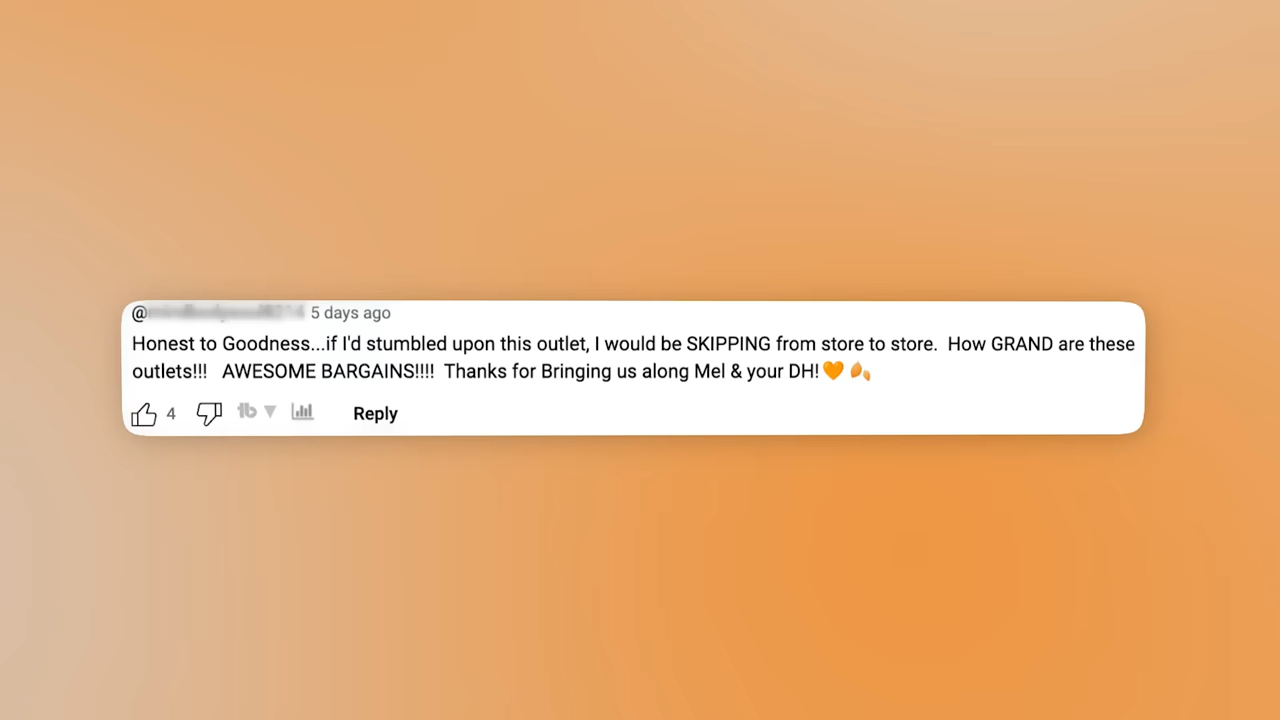 @ 5 days ago
Honest to Goodness...if I'd stumbled upon this outlet, I would be SKIPPING from store to store.  How GRAND are these
outlets!!!   AWESOME BARGAINS!!!!  Thanks for Bringing us along Mel & your DH!🧡 🍂
4 tb Reply